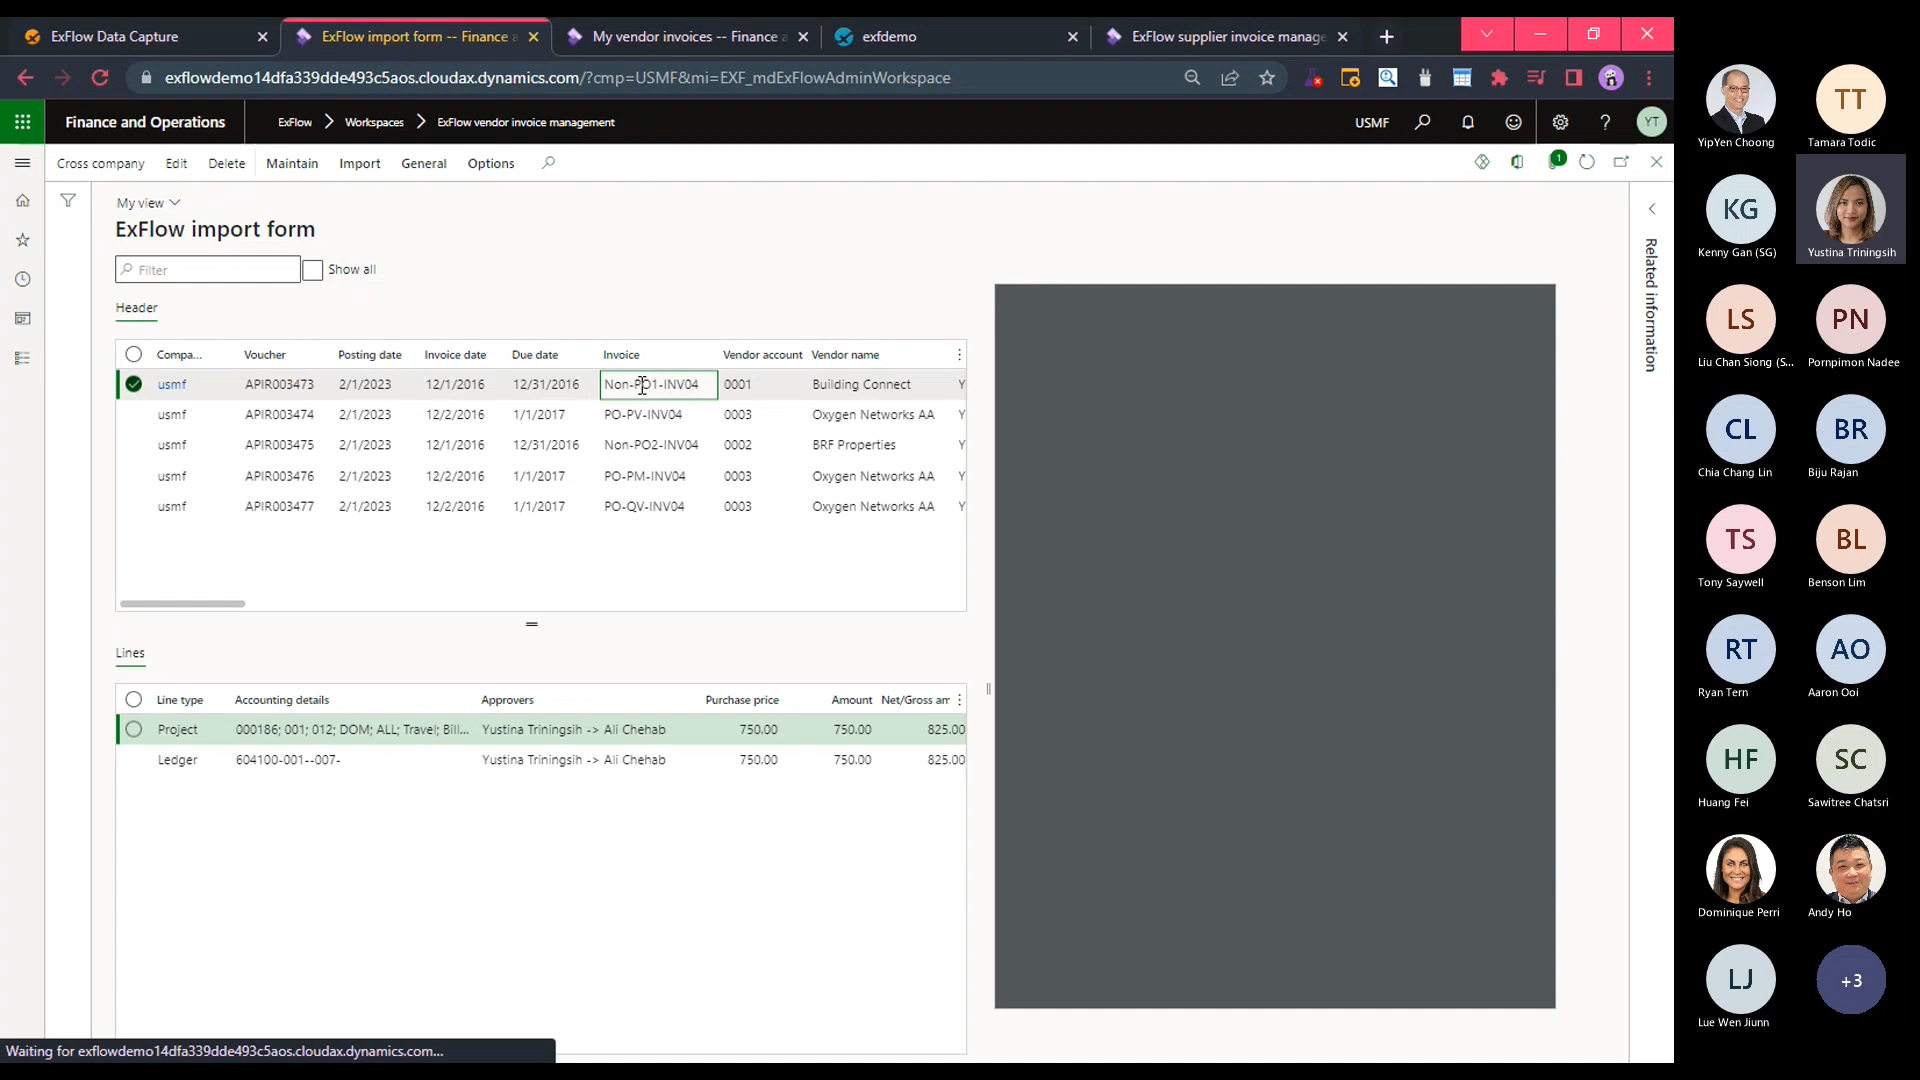 ExFlow Data Capture
ExFlow import form -- Finance a
My vendor invoices -- Finance a
exfdemo
ExFlow supplier invoice manage
exflowdemo14dfa339dde493c5aos.cloudax.dynamics.com/?cmp=USMF&mi=EXF_mdExFlowAdminWorkspace
Finance and Operations
ExFlow > Workspaces > ExFlow vendor invoice management
USMF
? YT
Cross company Edit Delete Maintain Import General Options
1
My view
ExFlow import form
Filter
Show all
Related information
Header
Compa... Voucher Posting date Invoice date Due date Invoice Vendor account Vendor name
usmf APIR003473 2/1/2023 12/1/2016 12/31/2016 Non-PO1-INV04 0001 Building Connect Y
usmf APIR003474 2/1/2023 12/2/2016 1/1/2017 PO-PV-INV04 0003 Oxygen Networks AA Y
usmf APIR003475 2/1/2023 12/1/2016 12/31/2016 Non-PO2-INV04 0002 BRF Properties Y
usmf APIR003476 2/1/2023 12/2/2016 1/1/2017 PO-PM-INV04 0003 Oxygen Networks AA Y
usmf APIR003477 2/1/2023 12/2/2016 1/1/2017 PO-QV-INV04 0003 Oxygen Networks AA Y
Lines
Line type Accounting details Approvers Purchase price Amount Net/Gross am
Project 000186; 001; 012; DOM; ALL; Travel; Bill... Yustina Triningsih -> Ali Chehab 750.00 750.00 825.00
Ledger 604100-001--007- Yustina Triningsih -> Ali Chehab 750.00 750.00 825.00
Waiting for exflowdemo14dfa339dde493c5aos.cloudax.dynamics.com...
TT
YipYen Choong Tamara Todic
KG
Kenny Gan (SG) Yustina Triningsih
LS PN
Liu Chan Siong (S... Pornpimon Nadee
CL BR
Chia Chang Lin Biju Rajan
TS BL
Tony Saywell Benson Lim
RT AO
Ryan Tern Aaron Ooi
HF SC
Huang Fei Sawitree Chatsri
Dominique Perri Andy Ho
LJ +3
Lue Wen Jiunn